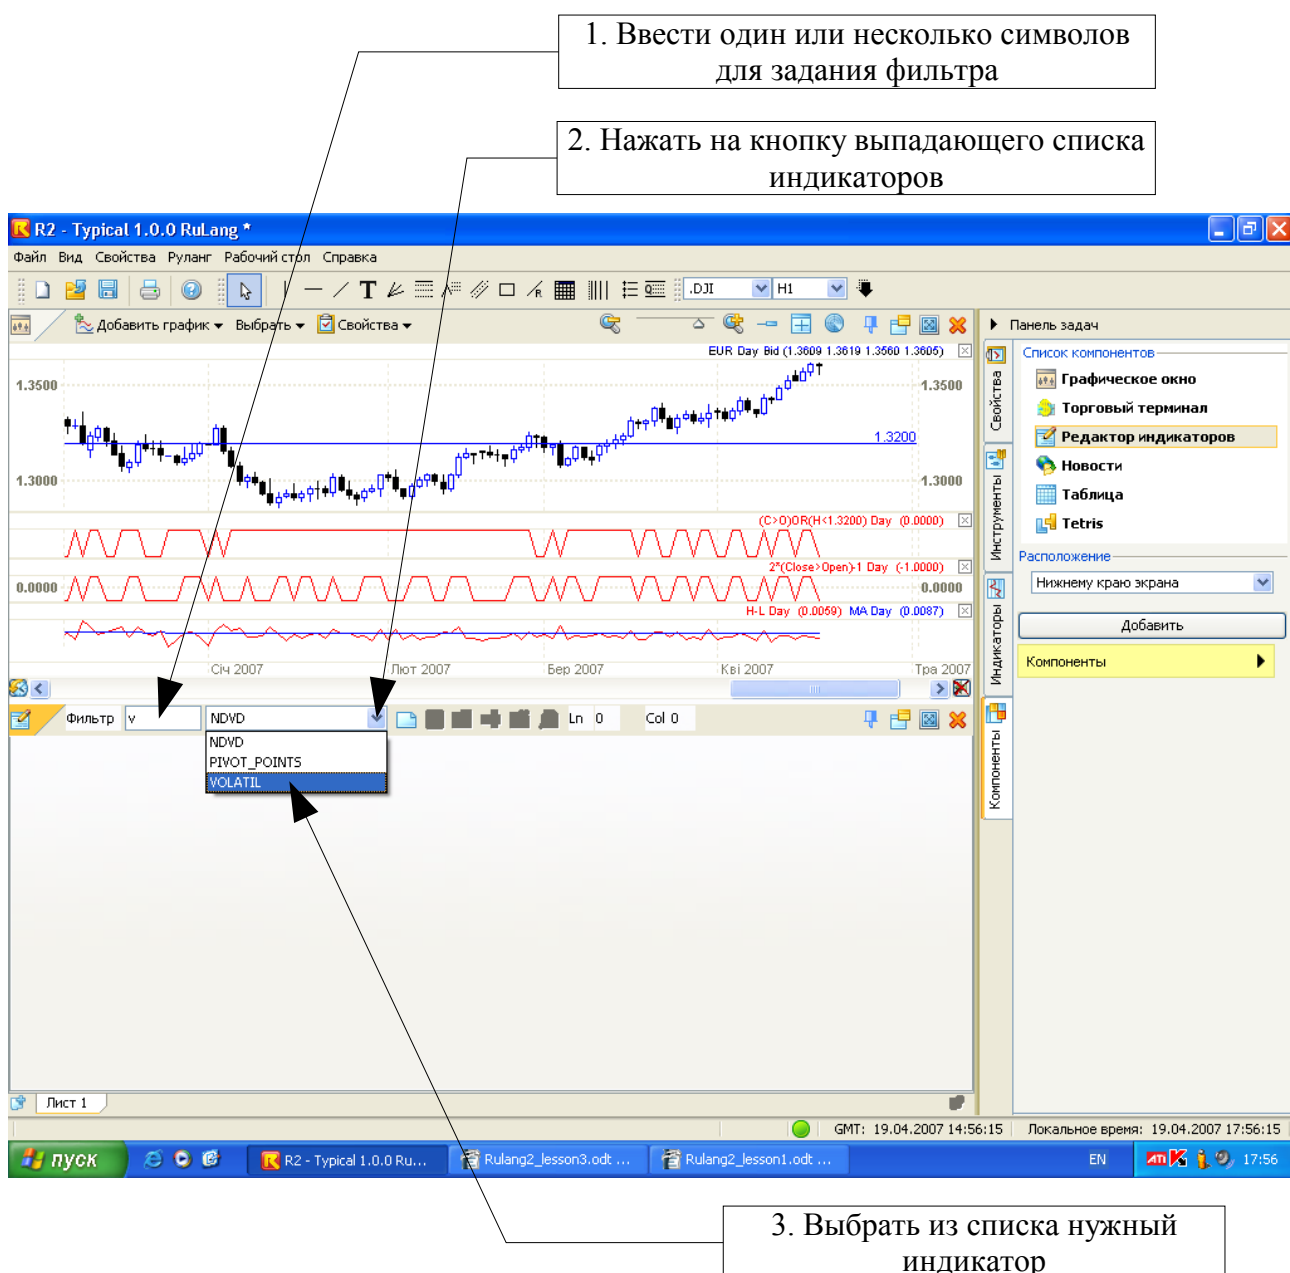 1. Ввести один или несколько символов
для задания фильтра
2. Нажать на кнопку выпадающего списка
индикаторов
R2 - Typical 1.0.0 RuLang *
Файл Вид Свойства Руланг Рабочий стол Справка
.DJI H1
Добавить график Выбрать Свойства
Панель задач
EUR Day Bid (1.3609 1.3619 1.3560 1.3605)
1.3500 1.3500
1.3200
1.3000 1.3000
(C>O)OR(H<1.3200) Day (0.0000)
2*(Close>Open)-1 Day (-1.0000)
0.0000 0.0000
H-L Day (0.0059) MA Day (0.0087)
Січ 2007 Лют 2007 Бер 2007 Кві 2007 Тра 2007
Свойства
Инструменты
Индикаторы
Компоненты
Список компонентов
Графическое окно
Торговый терминал
Редактор индикаторов
Новости
Таблица
Tetris
Расположение
Нижнему краю экрана
Добавить
Компоненты
Фильтр v NDVD Ln 0 Col 0
NDVD
PIVOT_POINTS
VOLATIL
Лист 1
GMT: 19.04.2007 14:56:15 Локальное время: 19.04.2007 17:56:15
пуск R2 - Typical 1.0.0 Ru... Rulang2_lesson3.odt ... Rulang2_lesson1.odt ... EN ATI 17:56
3. Выбрать из списка нужный
индикатор